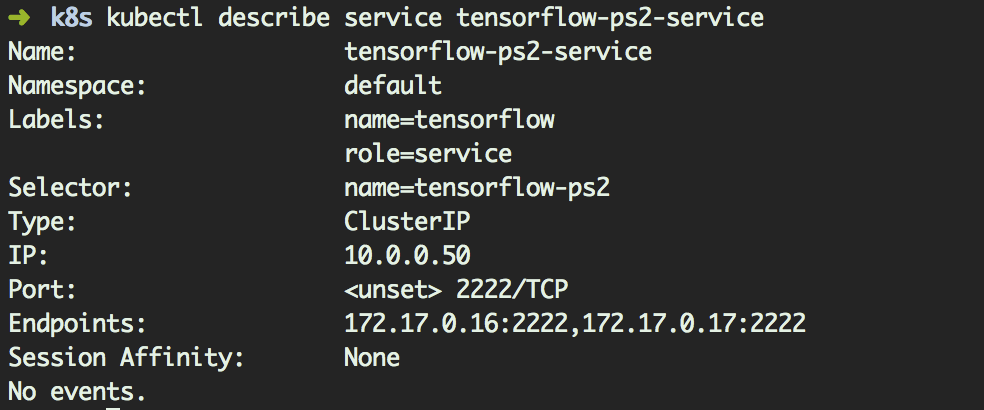 ➜ k8s kubectl describe service tensorflow-ps2-service
Name: tensorflow-ps2-service
Namespace: default
Labels: name=tensorflow
role=service
Selector: name=tensorflow-ps2
Type: ClusterIP
IP: 10.0.0.50
Port: <unset> 2222/TCP
Endpoints: 172.17.0.16:2222,172.17.0.17:2222
Session Affinity: None
No events.